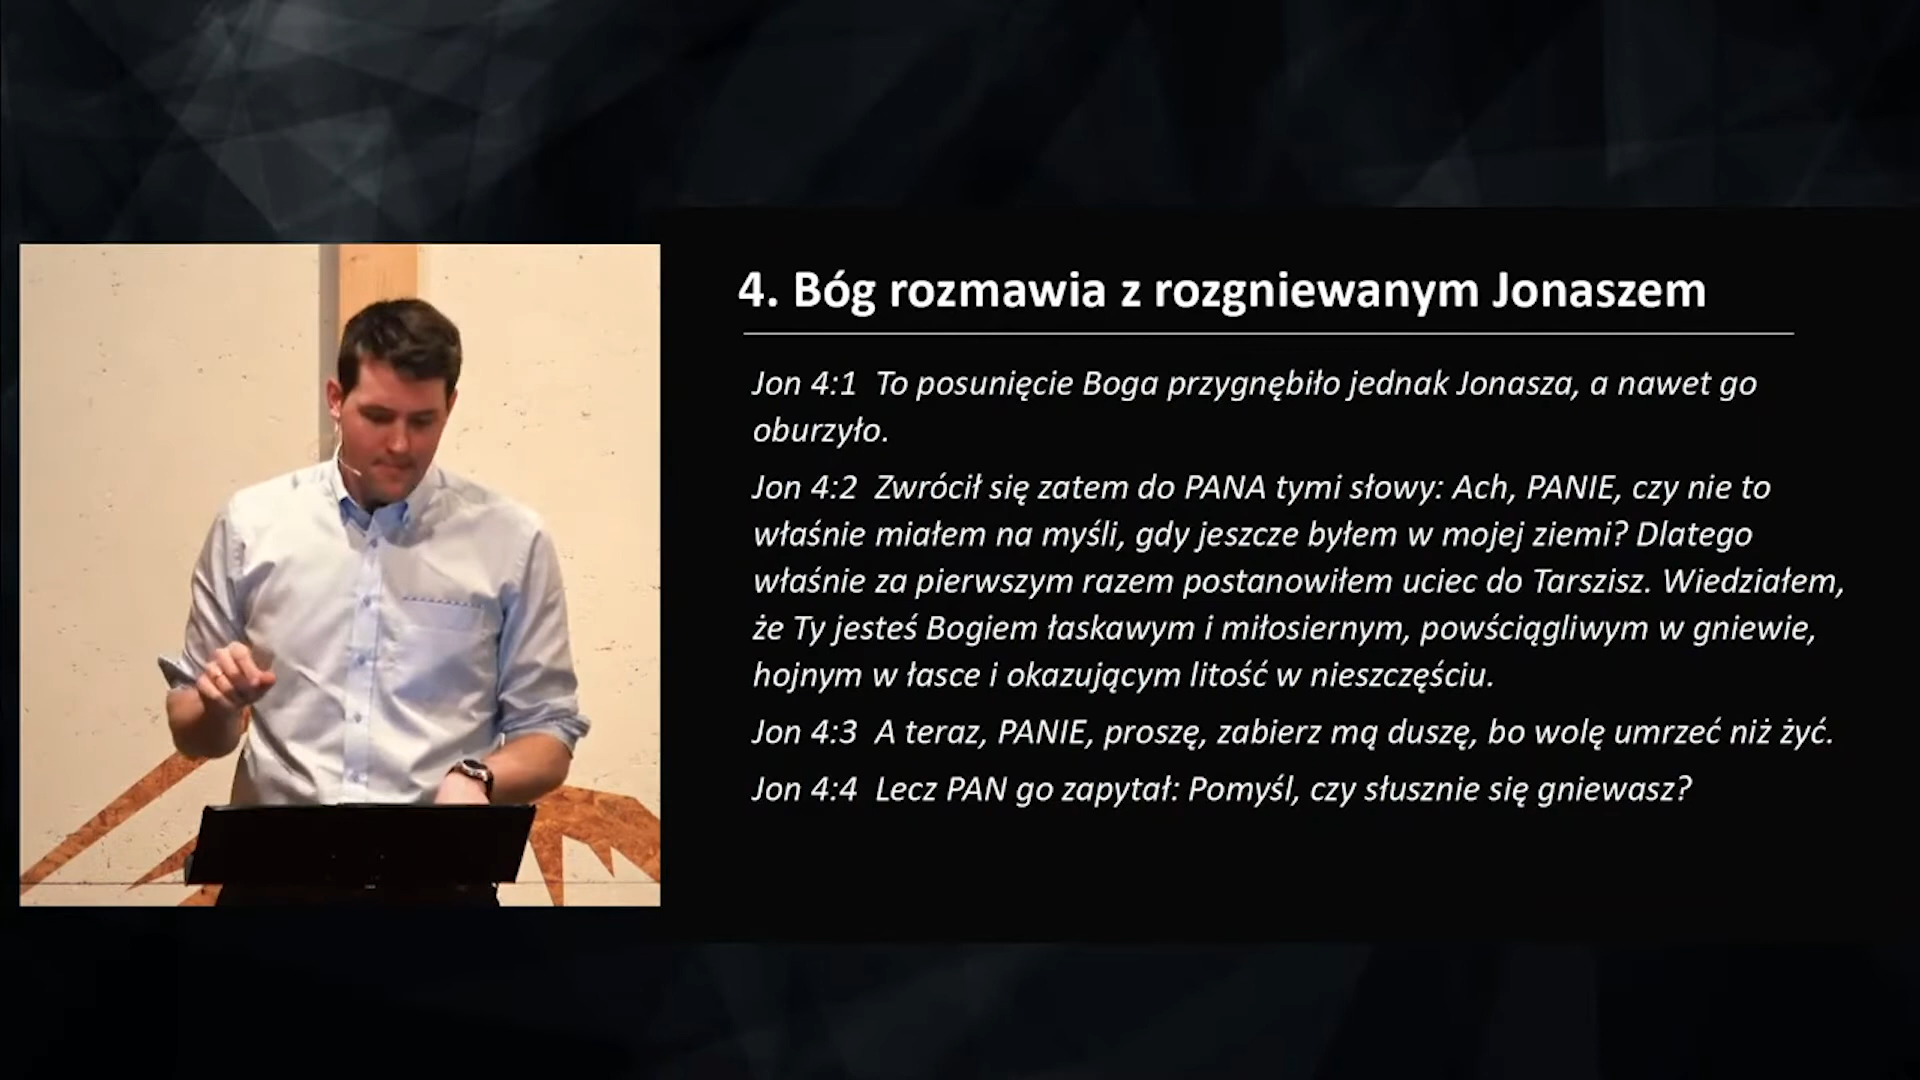 4. Bóg rozmawia z rozgniewanym Jonaszem
Jon 4:1 To posunięcie Boga przygnębiło jednak Jonasza, a nawet go
oburzyło.
Jon 4:2 Zwrócił się zatem do PANA tymi słowy: Ach, PANIE, czy nie to
właśnie miałem na myśli, gdy jeszcze byłem w mojej ziemi? Dlatego
właśnie za pierwszym razem postanowiłem uciec do Tarszisz. Wiedziałem,
że Ty jesteś Bogiem łaskawym i miłosiernym, powściągliwym w gniewie,
hojnym w łasce i okazującym litość w nieszczęściu.
Jon 4:3 A teraz, PANIE, proszę, zabierz mą duszę, bo wolę umrzeć niż żyć.
Jon 4:4 Lecz PAN go zapytał: Pomyśl, czy słusznie się gniewasz?